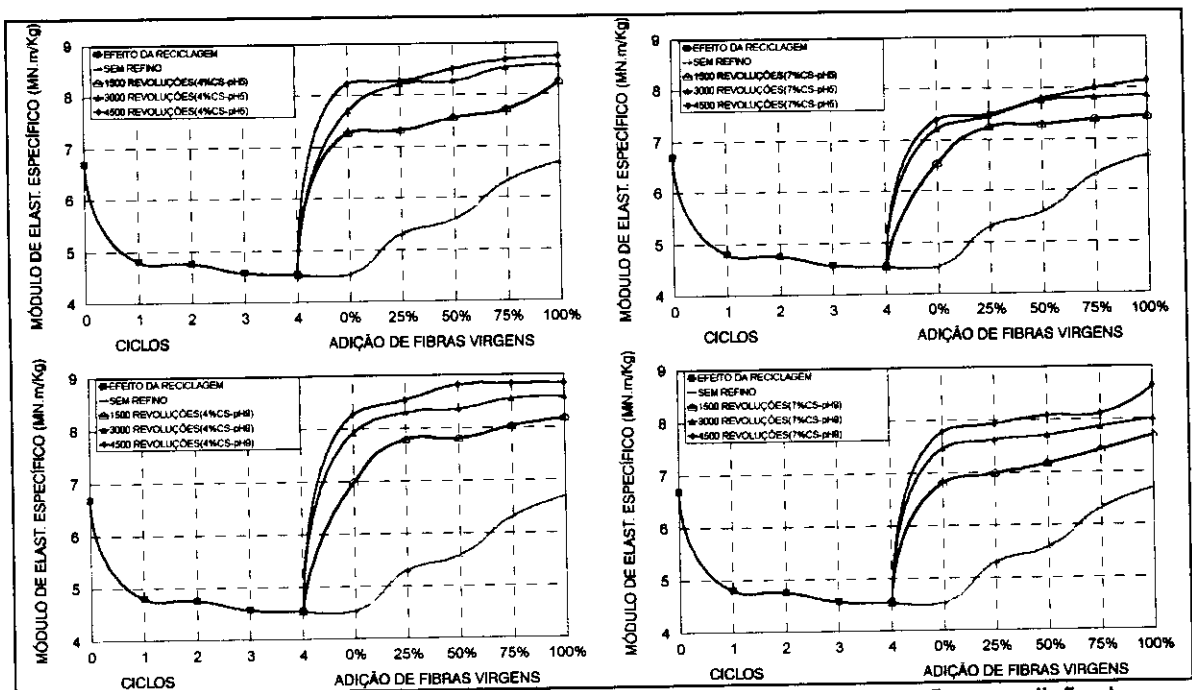 MÓDULO DE ELAST. ESPECÍFICO (MN.m/Kg)
9
8
7
6
5
4
EFEITO DA RECICLAGEM
SEM REFINO
1500 REVOLUÇÕES(4%CS-pH5)
3000 REVOLUÇÕES(4%CS-pH5)
4500 REVOLUÇÕES(4%CS-pH5)
0 1 2 3 4 0% 25% 50% 75% 100%
CICLOS ADIÇÃO DE FIBRAS VIRGENS
MÓDULO DE ELAST. ESPECÍFICO (MN.m/Kg)
9
8
7
6
5
4
EFEITO DA RECICLAGEM
SEM REFINO
1500 REVOLUÇÕES(7%CS-pH5)
3000 REVOLUÇÕES(7%CS-pH5)
4500 REVOLUÇÕES(7%CS-pH5)
0 1 2 3 4 0% 25% 50% 75% 100%
CICLOS ADIÇÃO DE FIBRAS VIRGENS
MÓDULO DE ELAST. ESPECÍFICO (MN.m/Kg)
9
8
7
6
5
4
EFEITO DA RECICLAGEM
SEM REFINO
1500 REVOLUÇÕES(4%CS-pH9)
3000 REVOLUÇÕES(4%CS-pH9)
4500 REVOLUÇÕES(4%CS-pH9)
0 1 2 3 4 0% 25% 50% 75% 100%
CICLOS ADIÇÃO DE FIBRAS VIRGENS
MÓDULO DE ELAST. ESPECÍFICO (MN.m/Kg)
9
8
7
6
5
4
EFEITO DA RECICLAGEM
SEM REFINO
1500 REVOLUÇÕES(7%CS-pH9)
3000 REVOLUÇÕES(7%CS-pH9)
4500 REVOLUÇÕES(7%CS-pH9)
0 1 2 3 4 0% 25% 50% 75% 100%
CICLOS ADIÇÃO DE FIBRAS VIRGENS